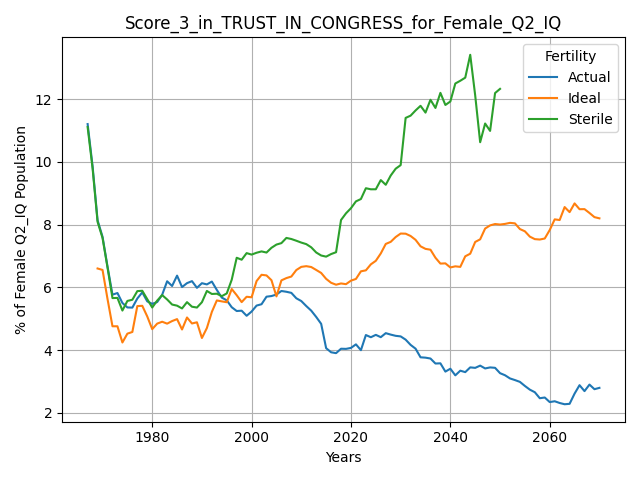 Score_3_in_TRUST_IN_CONGRESS_for_Female_Q2_IQ
Fertility
Actual
Ideal
Sterile
% of Female Q2_IQ Population
12
10
8
6
4
2
1980 2000 2020 2040 2060
Years